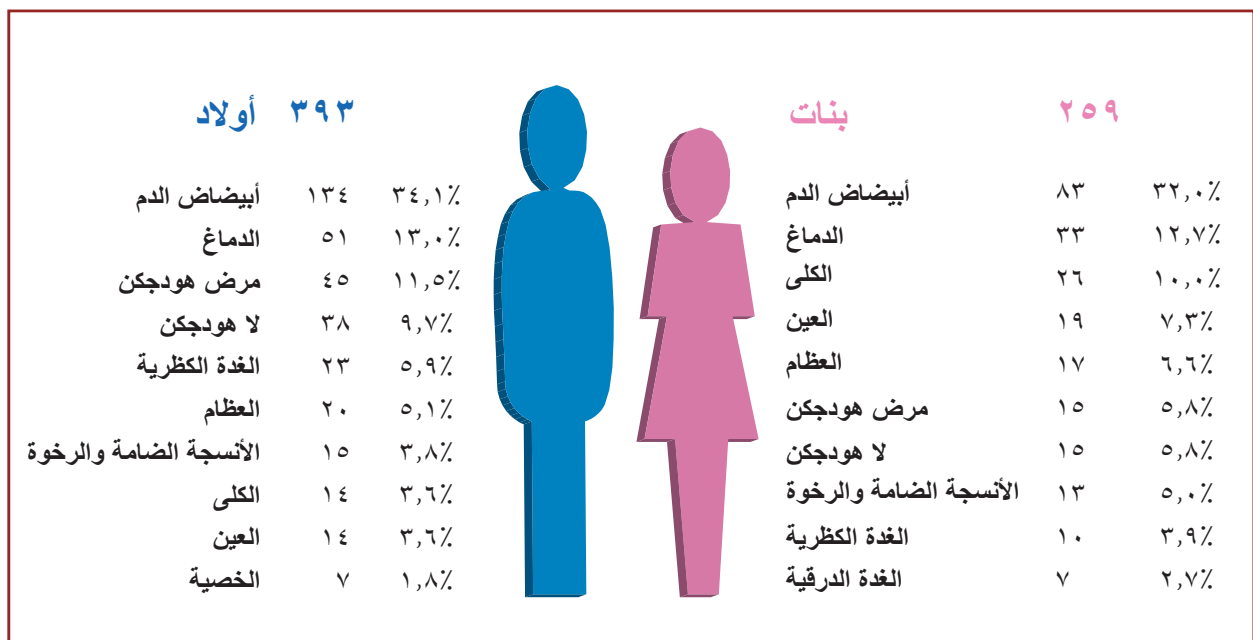 أولاد ٣٩٣
أبيضاض الدم ١٣٤ ٣٤,١٪
الدماغ ٥١ ١٣,٠٪
مرض هودجكن ٤٥ ١١,٥٪
لا هودجكن ٣٨ ٩,٧٪
الغدة الكظرية ٢٣ ٥,٩٪
العظام ٢٠ ٥,١٪
الأنسجة الضامة والرخوة ١٥ ٣,٨٪
الكلى ١٤ ٣,٦٪
العين ١٤ ٣,٦٪
الخصية ٧ ١,٨٪
بنات ٢٥٩
أبيضاض الدم ٨٣ ٣٢,٠٪
الدماغ ٣٣ ١٢,٧٪
الكلى ٢٦ ١٠,٠٪
العين ١٩ ٧,٣٪
العظام ١٧ ٦,٦٪
مرض هودجكن ١٥ ٥,٨٪
لا هودجكن ١٥ ٥,٨٪
الأنسجة الضامة والرخوة ١٣ ٥,٠٪
الغدة الكظرية ١٠ ٣,٩٪
الغدة الدرقية ٧ ٢,٧٪